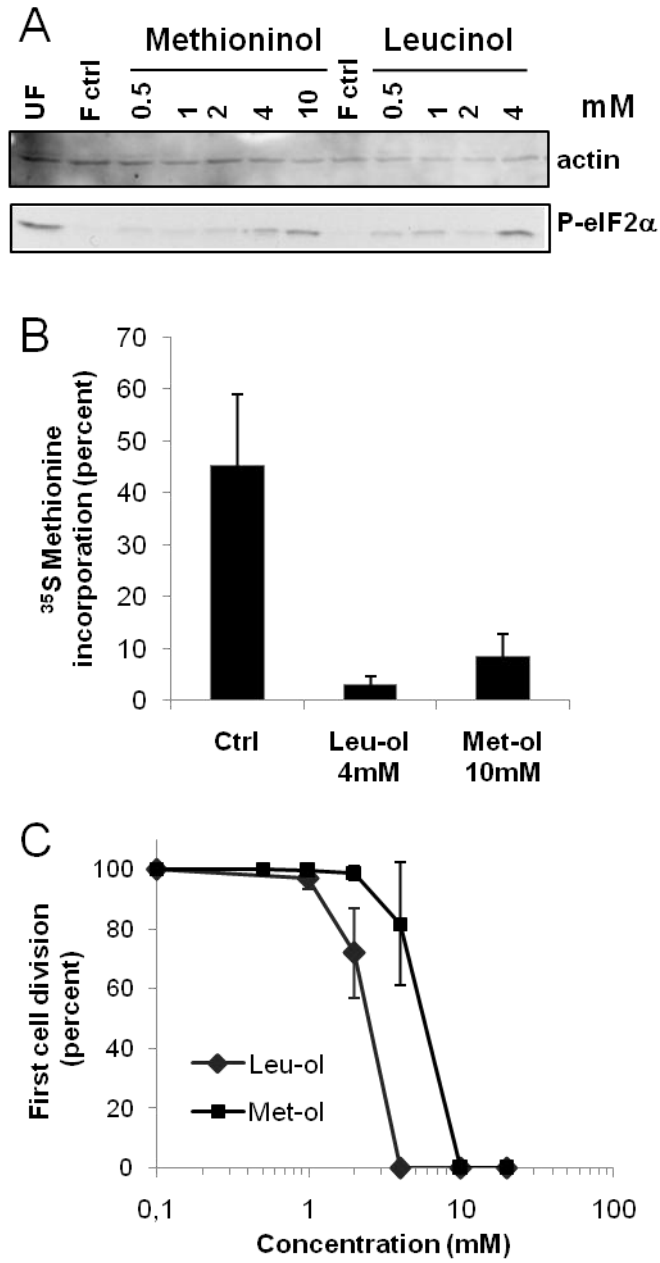 A
Methioninol Leucinol
UF F ctrl 0.5 1 2 4 10 F ctrl 0.5 1 2 4 mM
actin
P-eIF2α
B
³⁵S Methionine
incorporation (percent)
70
60
50
40
30
20
10
0
Ctrl Leu-ol Met-ol
4mM 10mM
C
First cell division
(percent)
100
80
60
40
20
0
Leu-ol
Met-ol
0,1 1 10 100
Concentration (mM)